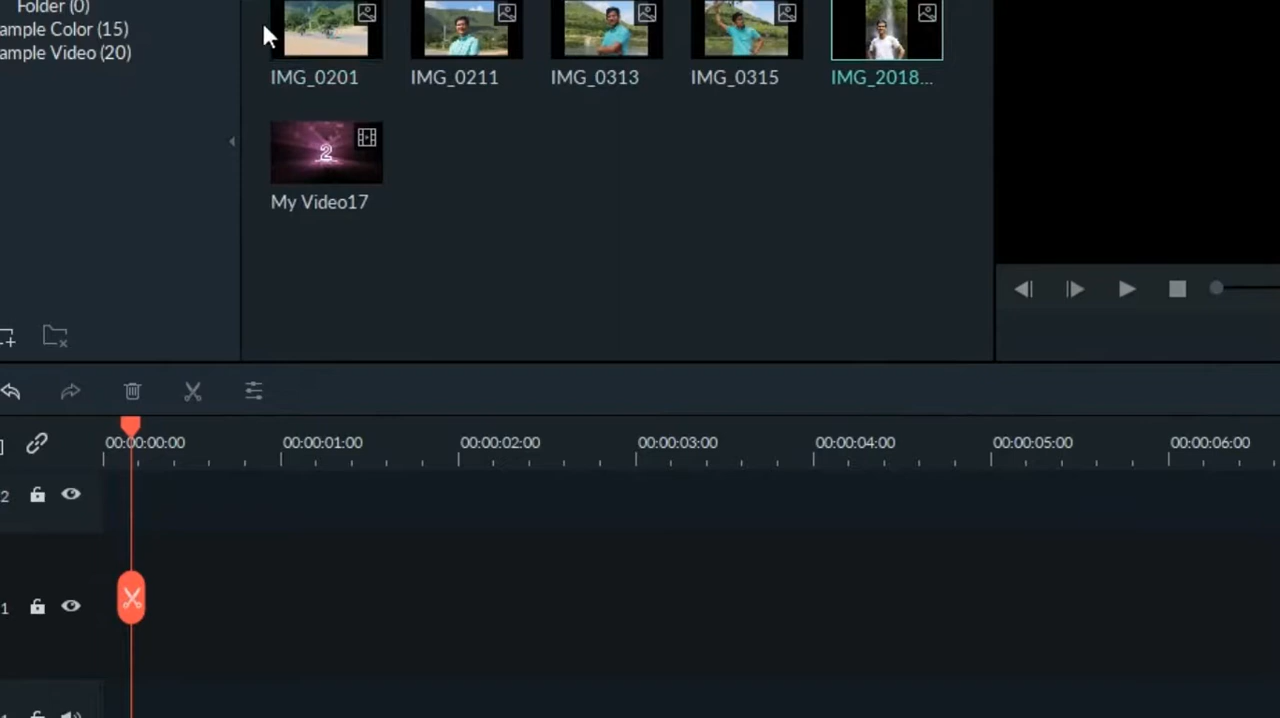 Folder (0)
ample Color (15)
ample Video (20)
IMG_0201
IMG_0211
IMG_0313
IMG_0315
IMG_2018...
2
My Video17
00:00:00:00
00:00:01:00
00:00:02:00
00:00:03:00
00:00:04:00
00:00:05:00
00:00:06:00
2
1